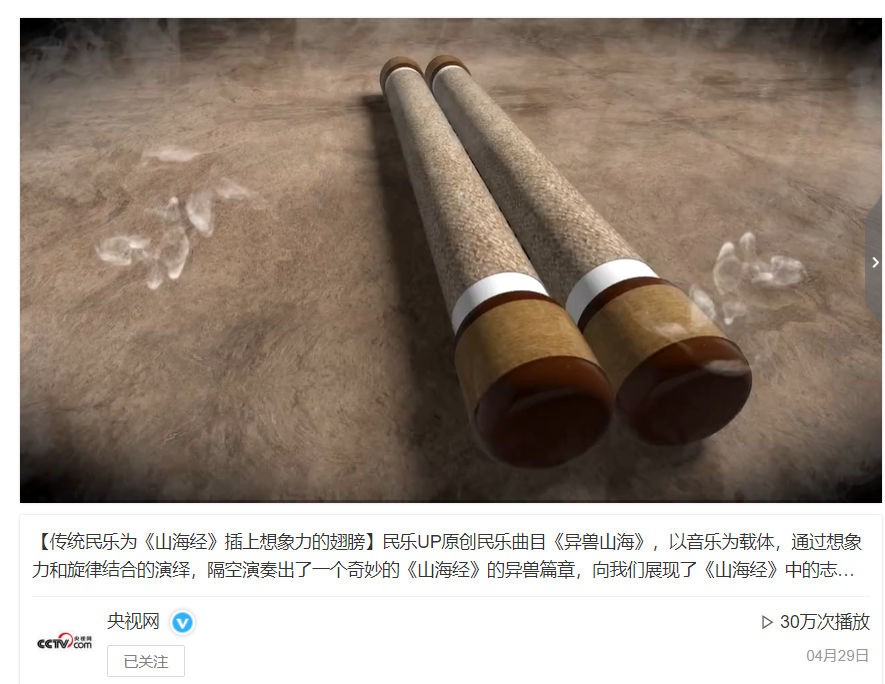 【传统民乐为《山海经》插上想象力的翅膀】民乐UP原创民乐曲目《异兽山海》，以音乐为载体，通过想象
力和旋律结合的演绎，隔空演奏出了一个奇妙的《山海经》的异兽篇章，向我们展现了《山海经》中的志…
央视网
30万次播放
CCTV.com 央视网
已关注
04月29日